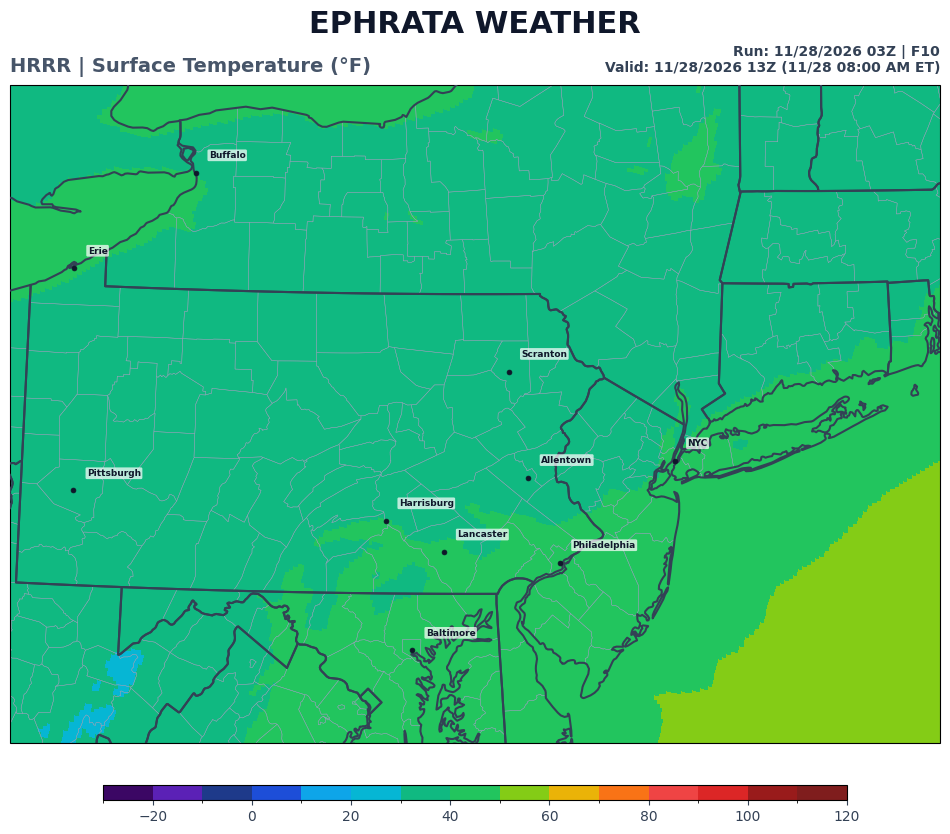 EPHRATA WEATHER
HRRR | Surface Temperature (°F)
Run: 11/28/2026 03Z | F10
Valid: 11/28/2026 13Z (11/28 08:00 AM ET)
Buffalo
Erie
Scranton
NYC
Allentown
Pittsburgh
Harrisburg
Lancaster
Philadelphia
Baltimore
−20 0 20 40 60 80 100 120